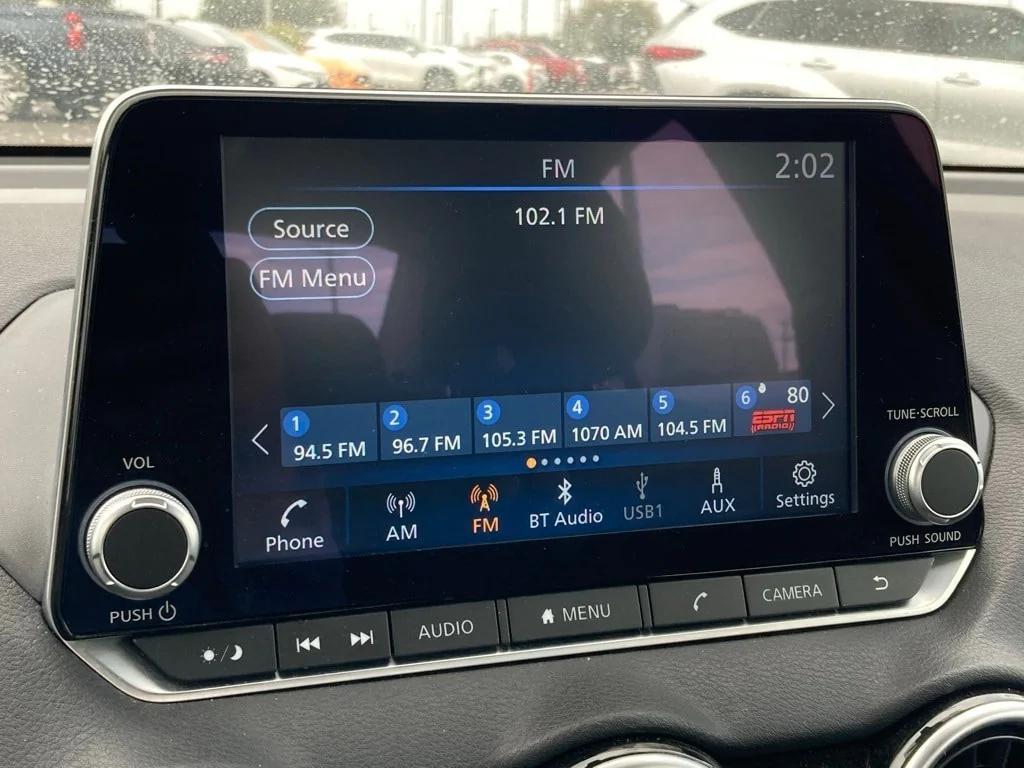 FM
2:02
102.1 FM
Source
FM Menu
1 94.5 FM
2 96.7 FM
3 105.3 FM
4 1070 AM
5 104.5 FM
6 80
ESPN
RADIO
Phone
AM
FM
BT Audio
USB1
AUX
Settings
VOL
PUSH
TUNE·SCROLL
PUSH SOUND
AUDIO
MENU
CAMERA